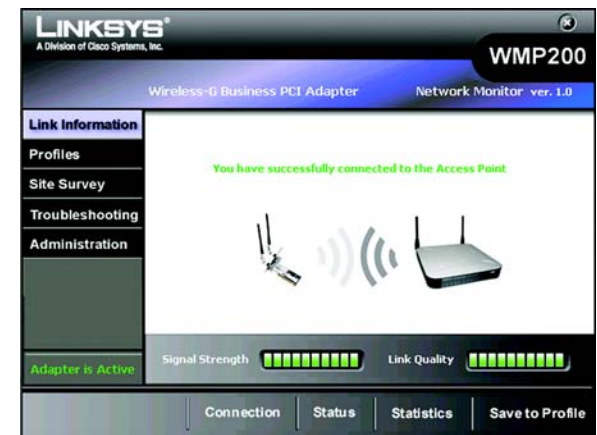 LINKSYS®
A Division of Cisco Systems, Inc.
WMP200
Wireless-G Business PCI Adapter
Network Monitor ver. 1.0
Link Information
Profiles
Site Survey
Troubleshooting
Administration
You have successfully connected to the Access Point
Adapter is Active
Signal Strength
Link Quality
Connection
Status
Statistics
Save to Profile